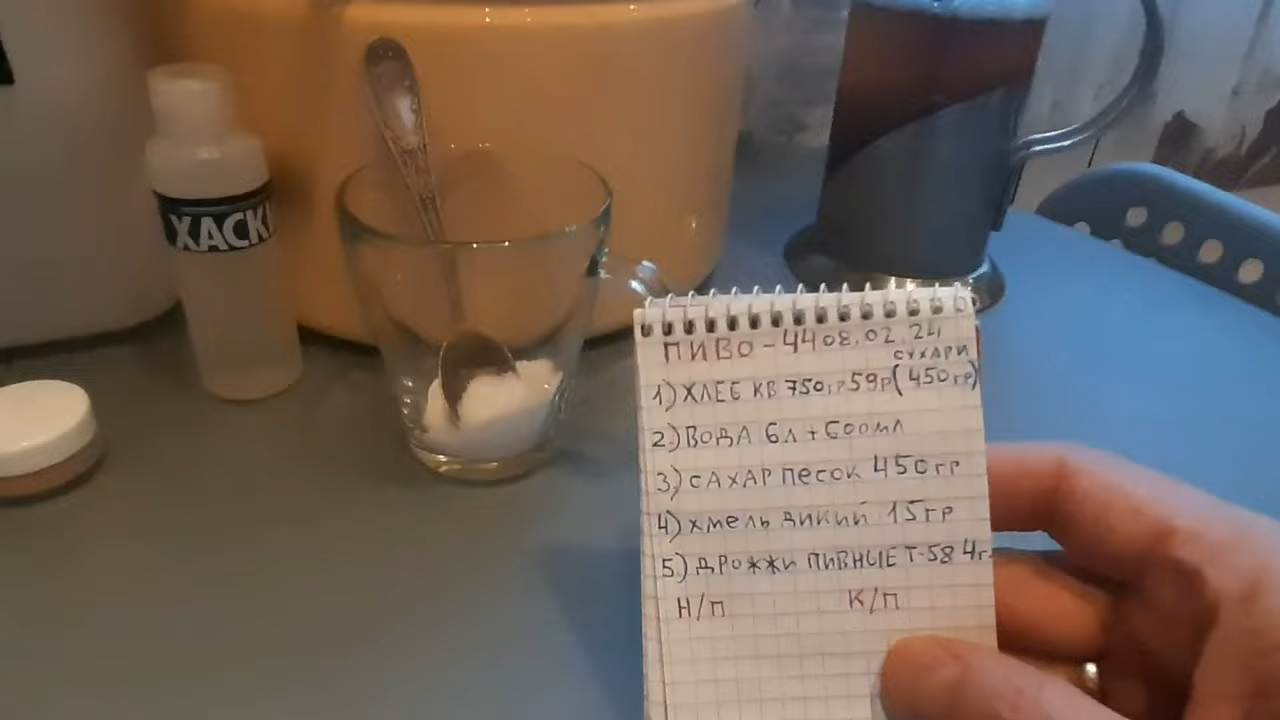 ХАСК
ПИВО-44 08.02.24
СУХАРИ
1) ХЛЕБ КВ 750гр 59р (450гр)
2) ВОДА 6л + 600мл
3) САХАР ПЕСОК 450гр
4) ХМЕЛЬ ДИКИЙ 15гр
5) ДРОЖЖИ ПИВНЫЕ Т-58 4г
Н/П К/П